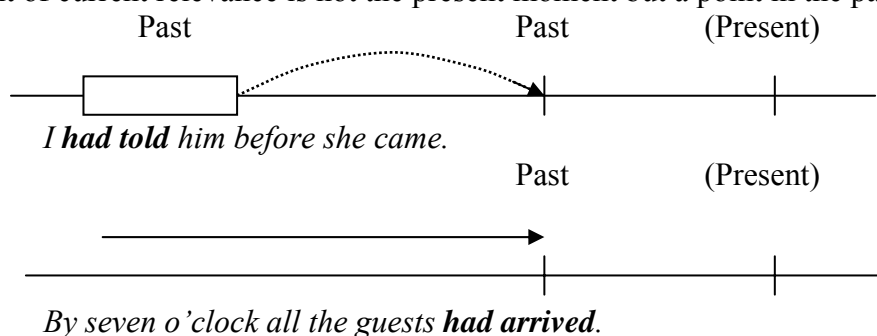 t of current relevance is not the present moment but a point in the pa
Past Past (Present)
I had told him before she came.
Past (Present)
By seven o’clock all the guests had arrived.